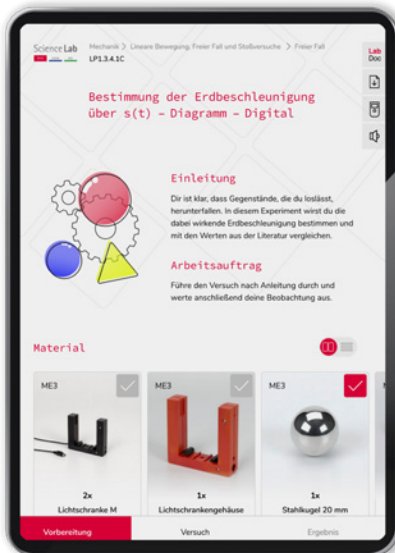 Science Lab
Mechanik > Lineare Bewegung, Freier Fall und Stoßversuche > Freier Fall
LP1.3.4.1C
Lab
Doc
Bestimmung der Erdbeschleunigung
über s(t) – Diagramm – Digital
Einleitung
Dir ist klar, dass Gegenstände, die du loslässt,
herunterfallen. In diesem Experiment wirst du die
dabei wirkende Erdbeschleunigung bestimmen und
mit den Werten aus der Literatur vergleichen.
Arbeitsauftrag
Führe den Versuch nach Anleitung durch und
werte anschließend deine Beobachtung aus.
Material
ME3
ME3
ME3
2x
1x
1x
Lichtschranke M
Lichtschrankengehäuse
Stahlkugel 20 mm
Vorbereitung
Versuch
Ergebnis